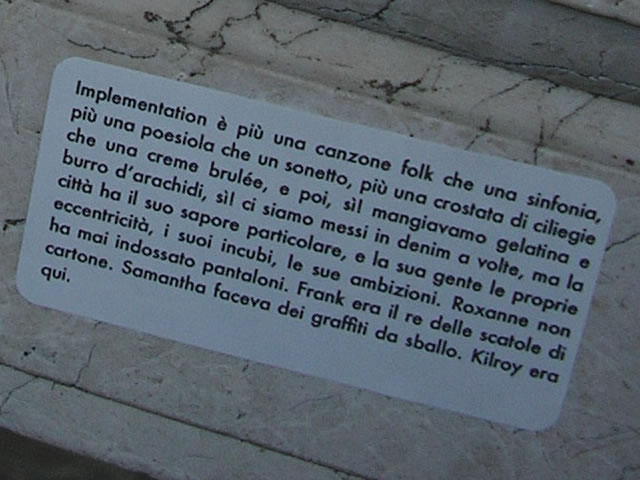 Implementation è più una canzone folk che una sinfonia,
più una poesiola che un sonetto, più una crostata di ciliegie
che una creme brulée, e poi, sìl mangiavamo gelatina e
burro d'arachidi, sìl ci siamo messi in denim a volte, ma la
città ha il suo sapore particolare, e la sua gente le proprie
eccentricità, i suoi incubi, le sue ambizioni. Roxanne non
ha mai indossato pantaloni. Frank era il re delle scatole di
cartone. Samantha faceva dei graffiti da sballo. Kilroy era
qui.